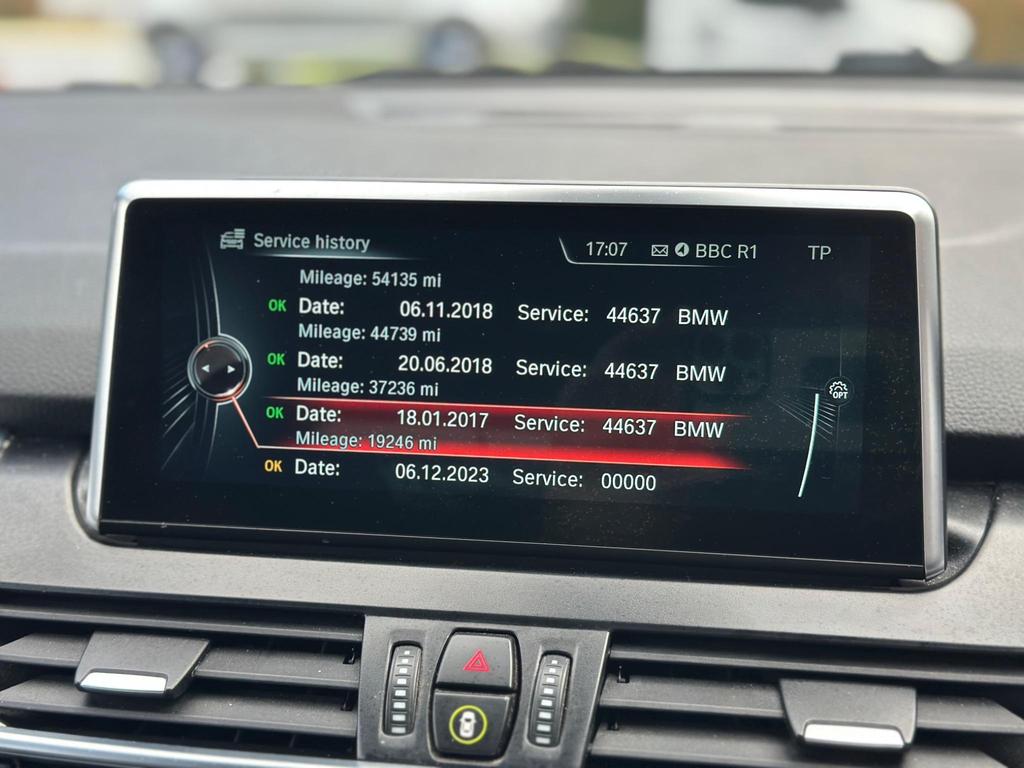 Service history 17:07 BBC R1 TP
Mileage: 54135 mi
OK Date: 06.11.2018 Service: 44637 BMW
Mileage: 44739 mi
OK Date: 20.06.2018 Service: 44637 BMW
Mileage: 37236 mi
OPT
OK Date: 18.01.2017 Service: 44637 BMW
Mileage: 19246 mi
OK Date: 06.12.2023 Service: 00000